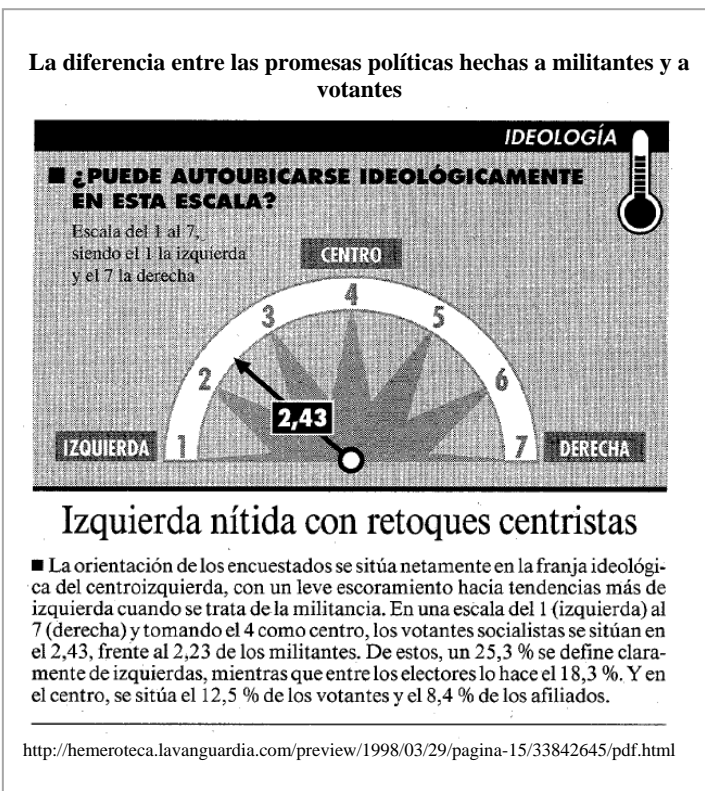 La diferencia entre las promesas políticas hechas a militantes y a
votantes
IDEOLOGÍA
■ ¿PUEDE AUTOUBICARSE IDEOLÓGICAMENTE
EN ESTA ESCALA?
Escala del 1 al 7,
siendo el 1 la izquierda
y el 7 la derecha
CENTRO
4
3
5
2
6
2,43
IZQUIERDA
1
7
DERECHA
Izquierda nítida con retoques centristas
■ La orientación de los encuestados se sitúa netamente en la franja ideológi-
ca del centroizquierda, con un leve escoramiento hacia tendencias más de
izquierda cuando se trata de la militancia. En una escala del 1 (izquierda) al
7 (derecha) y tomando el 4 como centro, los votantes socialistas se sitúan en
el 2,43, frente al 2,23 de los militantes. De estos, un 25,3 % se define clara-
mente de izquierdas, mientras que entre los electores lo hace el 18,3 %. Y en
el centro, se sitúa el 12,5 % de los votantes y el 8,4 % de los afiliados.
http://hemeroteca.lavanguardia.com/preview/1998/03/29/pagina-15/33842645/pdf.html